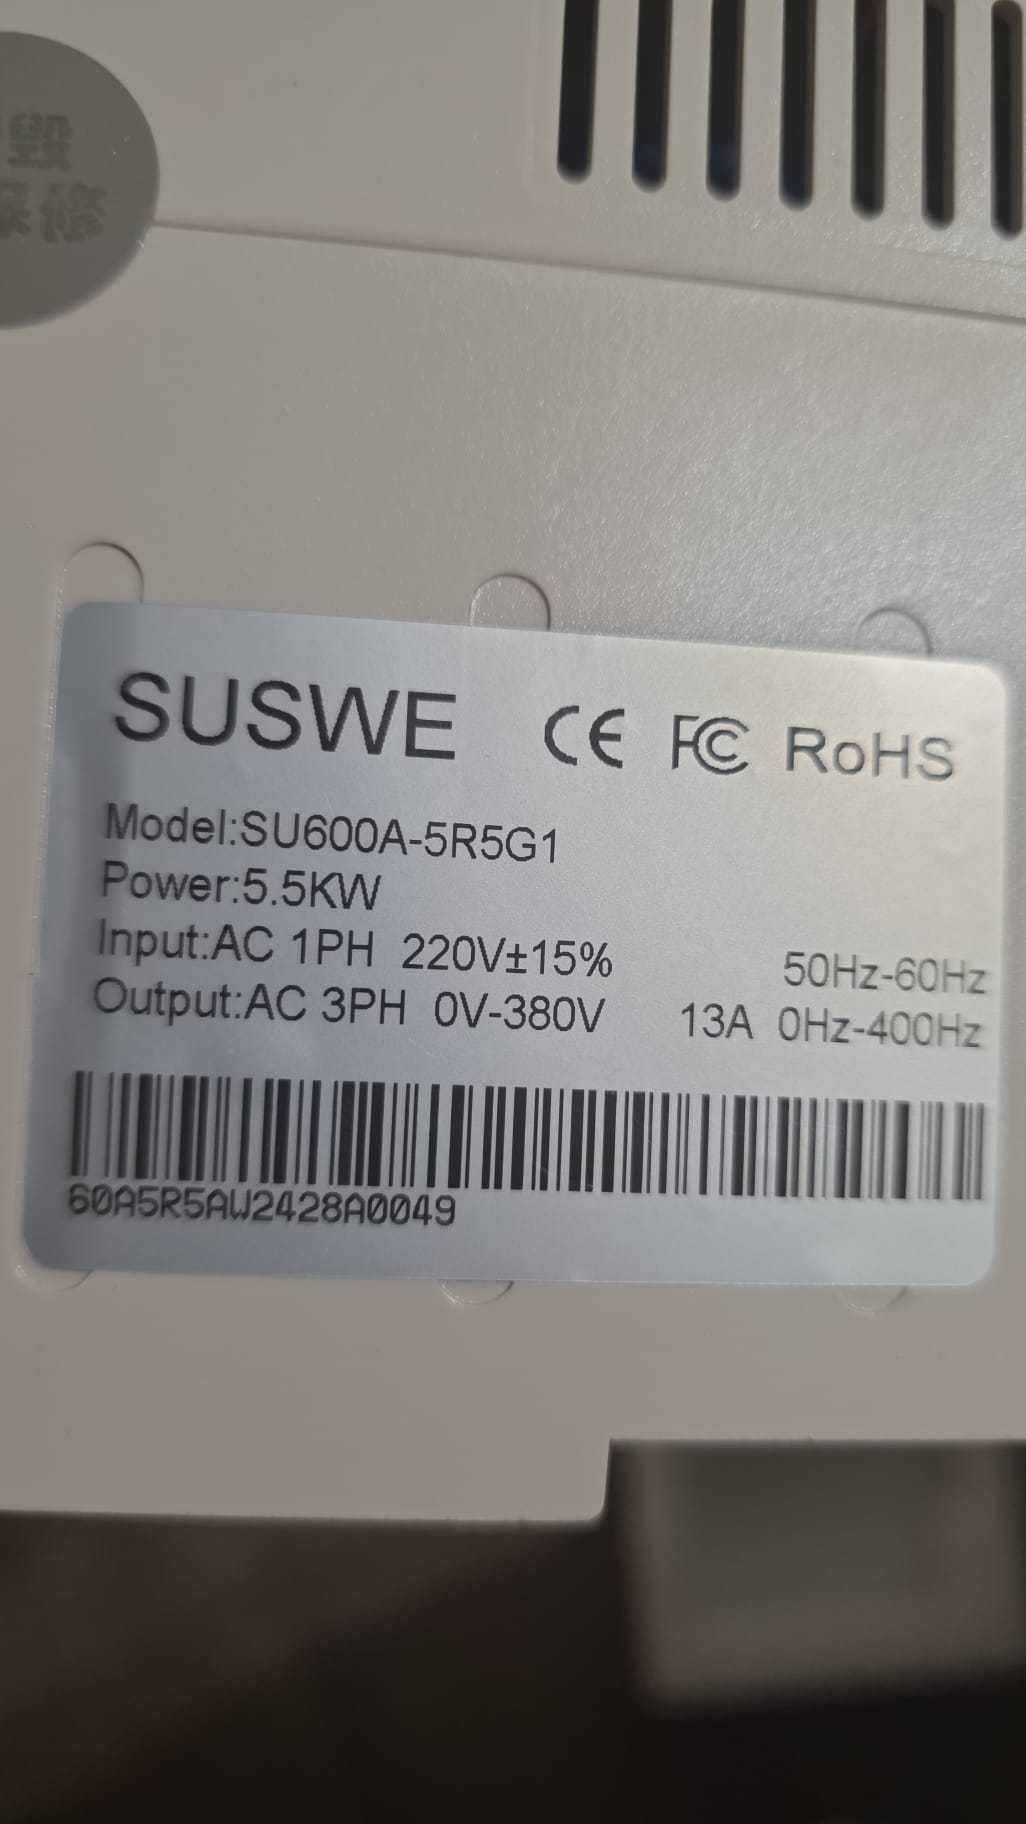 SUSWE CE FC RoHS
Model:SU600A-5R5G1
Power:5.5KW
Input:AC 1PH 220V±15% 50Hz-60Hz
Output:AC 3PH 0V-380V 13A 0Hz-400Hz
60A5R5AW2428A0049